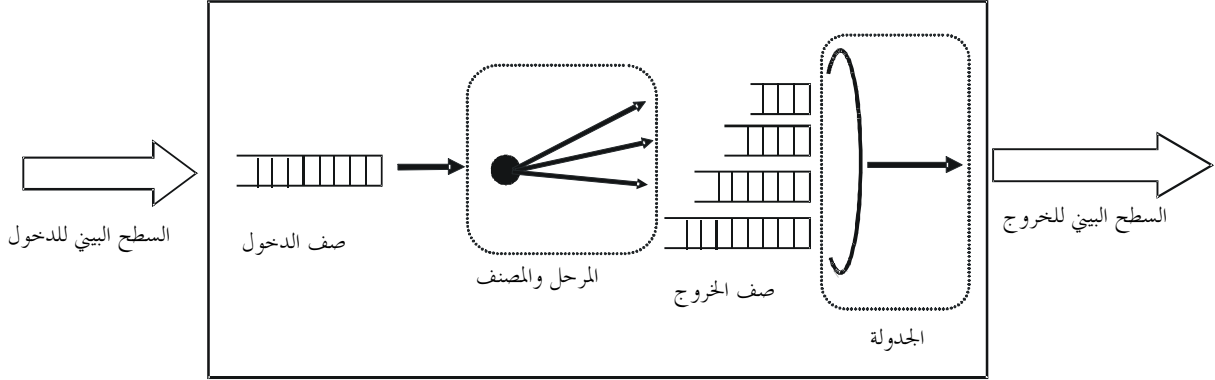 السطح البيني للدخول
صف الدخول
المرحل والمصنف
صف الخروج
الجدولة
السطح البيني للخروج